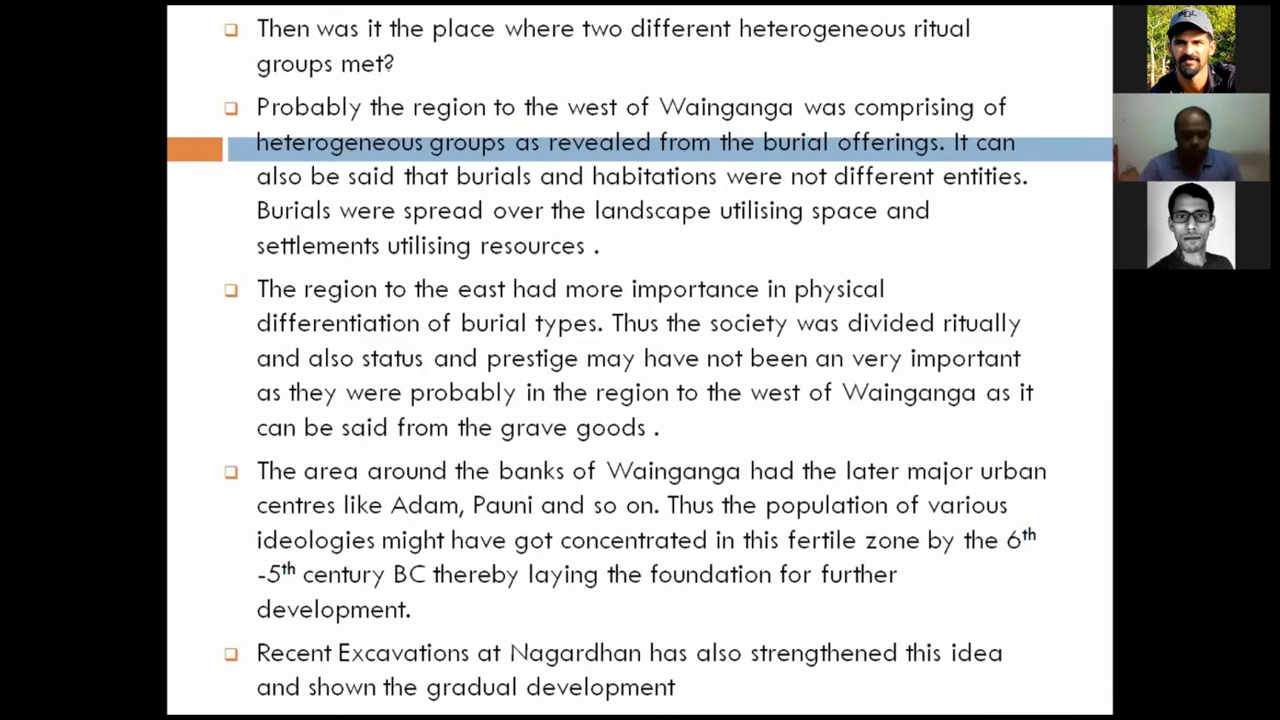 Then was it the place where two different heterogeneous ritual
groups met?
Probably the region to the west of Wainganga was comprising of
heterogeneous groups as revealed from the burial offerings. It can
also be said that burials and habitations were not different entities.
Burials were spread over the landscape utilising space and
settlements utilising resources .
The region to the east had more importance in physical
differentiation of burial types. Thus the society was divided ritually
and also status and prestige may have not been an very important
as they were probably in the region to the west of Wainganga as it
can be said from the grave goods .
The area around the banks of Wainganga had the later major urban
centres like Adam, Pauni and so on. Thus the population of various
ideologies might have got concentrated in this fertile zone by the 6th
-5th century BC thereby laying the foundation for further
development.
Recent Excavations at Nagardhan has also strengthened this idea
and shown the gradual development